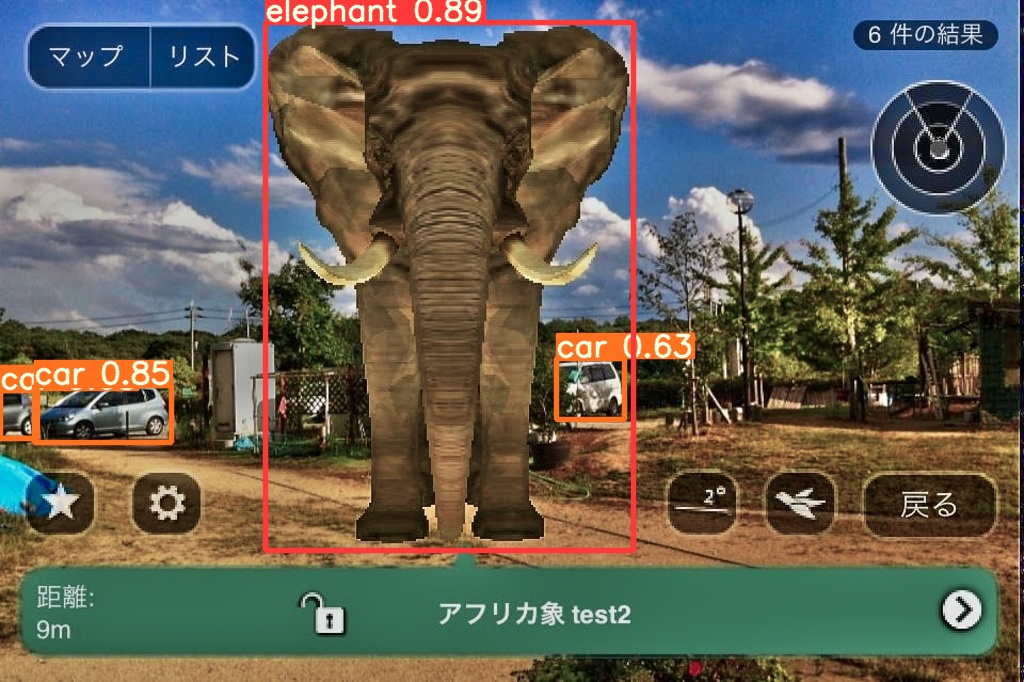 elephant 0.89
マップ
リスト
6 件の結果
car 0.63
car 0.85
2°
戻る
距離:
9m
アフリカ象 test2